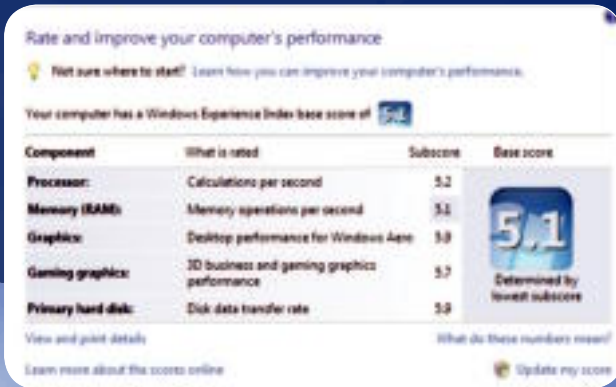 Rate and improve your computer's performance
Not sure where to start? Learn how you can improve your computer's performance.
Your computer has a Windows Experience Index base score of 5.1
Component What is rated Subscore Base score
Processor: Calculations per second 5.2
Memory (RAM): Memory operations per second 5.1
Graphics: Desktop performance for Windows Aero
Gaming graphics: 3D business and gaming graphics performance 5.7
Primary hard disk: Disk data transfer rate 5.9
5.1
Determined by
lowest subscore
View and print details What do these numbers mean?
Learn more about the scores online Update my score